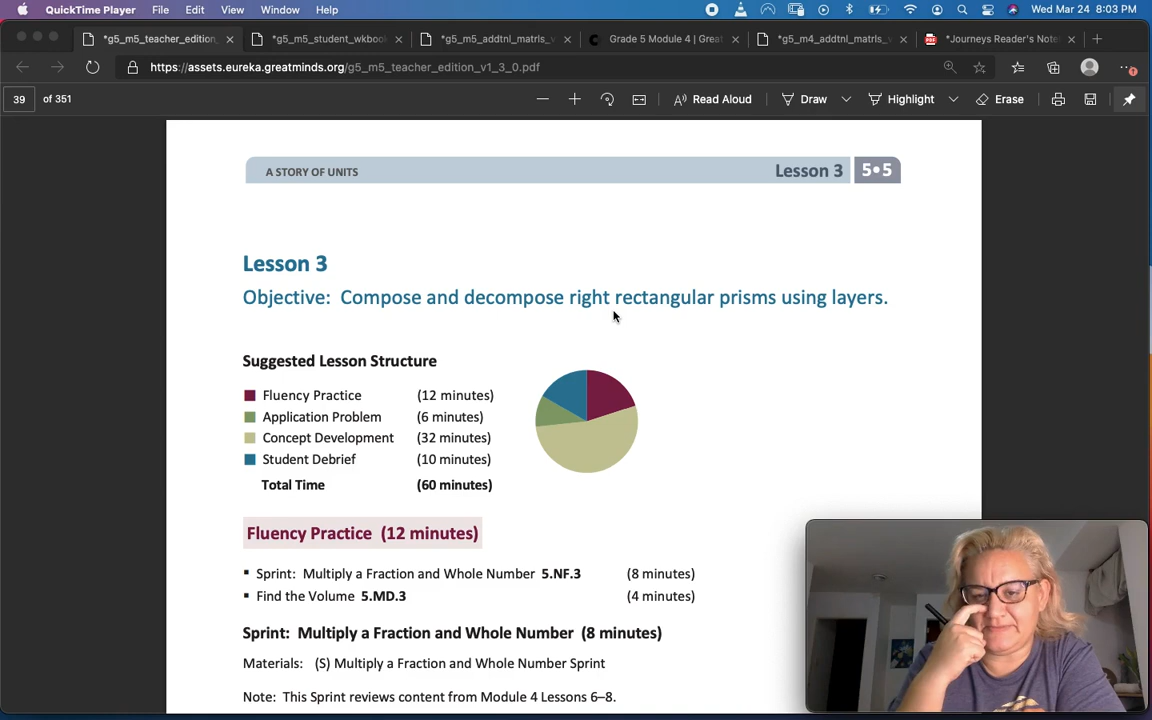 QuickTime Player File Edit View Window Help Wed Mar 24 8:03 PM
*g5_m5_teacher_edition_ *g5_m5_student_wkbook *g5_m5_addtnl_matrls_v Grade 5 Module 4 | Great *g5_m4_addtnl_matrls_v *Journeys Reader's Note
https://assets.eureka.greatminds.org/g5_m5_teacher_edition_v1_3_0.pdf
39 of 351 Read Aloud Draw Highlight Erase
A STORY OF UNITS Lesson 3 5•5
Lesson 3
Objective: Compose and decompose right rectangular prisms using layers.
Suggested Lesson Structure
Fluency Practice (12 minutes)
Application Problem (6 minutes)
Concept Development (32 minutes)
Student Debrief (10 minutes)
Total Time (60 minutes)
Fluency Practice (12 minutes)
▪ Sprint: Multiply a Fraction and Whole Number 5.NF.3 (8 minutes)
▪ Find the Volume 5.MD.3 (4 minutes)
Sprint: Multiply a Fraction and Whole Number (8 minutes)
Materials: (S) Multiply a Fraction and Whole Number Sprint
Note: This Sprint reviews content from Module 4 Lessons 6–8.